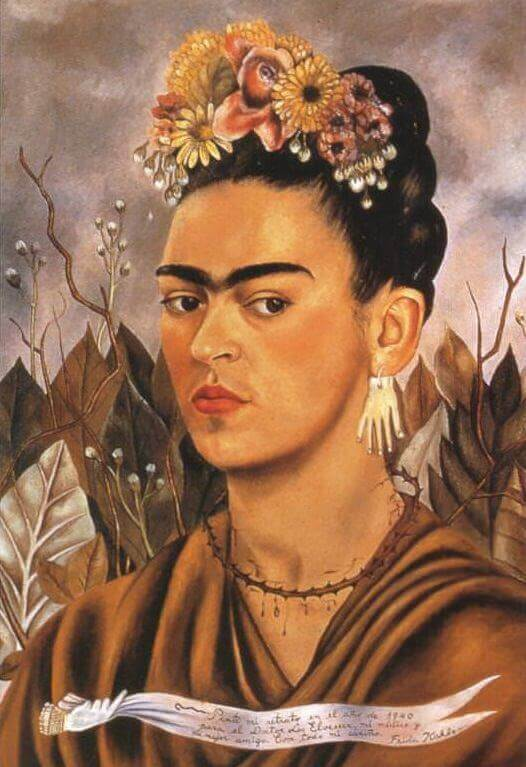 Pinté mi retrato en el año de 1940
para el Doctor Leo Eloesser, mi médico y
mejor amigo. Con todo mi cariño. Frida Kahlo.